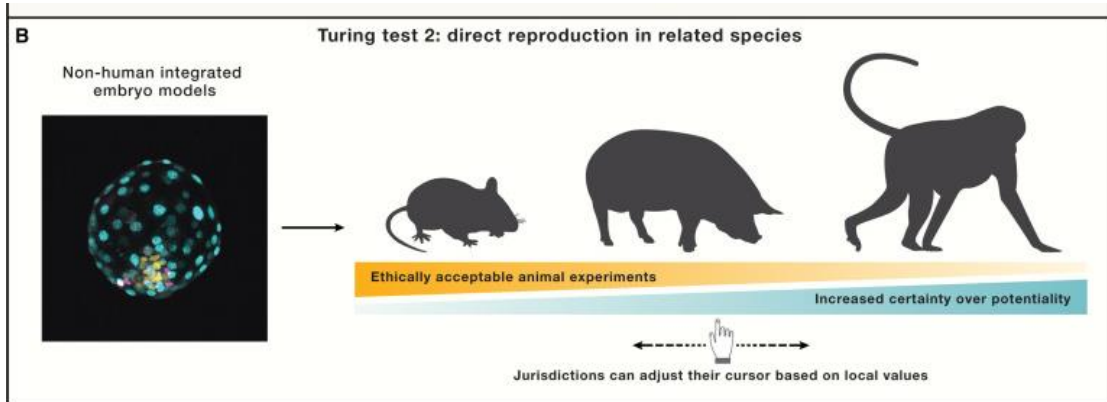 B
Turing test 2: direct reproduction in related species
Non-human integrated
embryo models
Ethically acceptable animal experiments
Increased certainty over potentiality
Jurisdictions can adjust their cursor based on local values